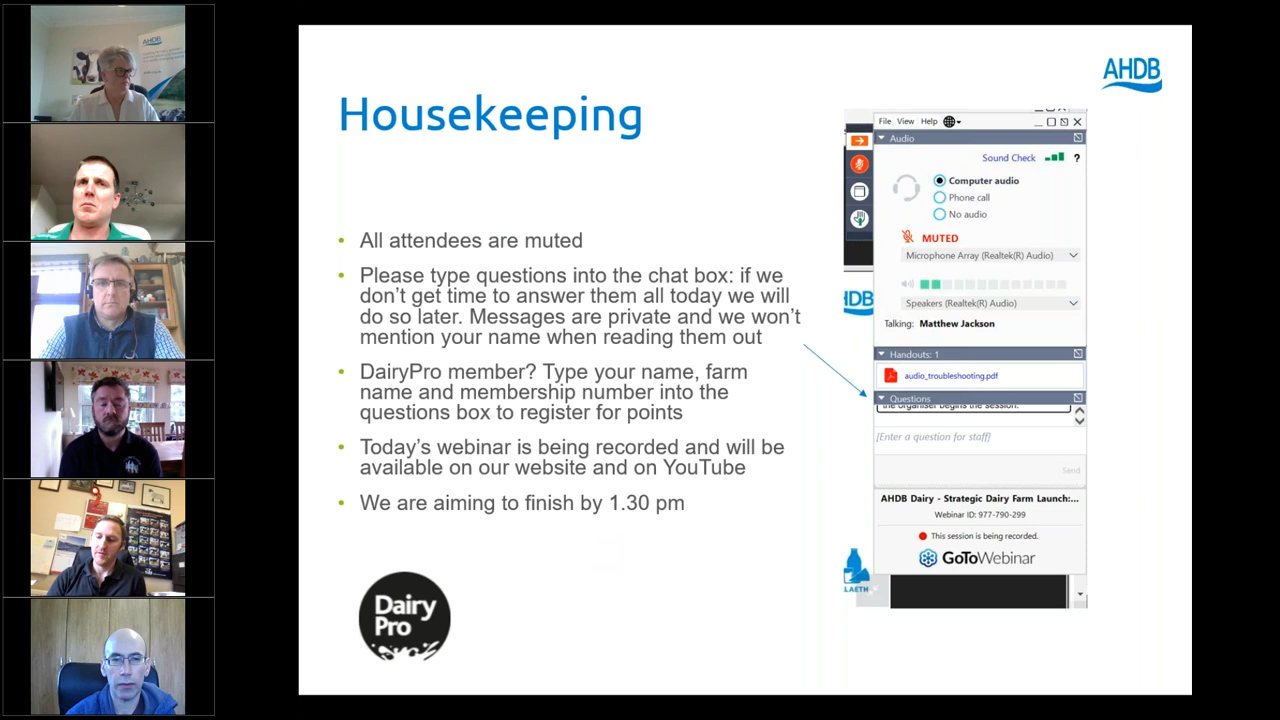 AHDB
AHDB
Housekeeping
• All attendees are muted
• Please type questions into the chat box: if we
don't get time to answer them all today we will
do so later. Messages are private and we won't
mention your name when reading them out
• DairyPro member? Type your name, farm
name and membership number into the
questions box to register for points
• Today's webinar is being recorded and will be
available on our website and on YouTube
• We are aiming to finish by 1.30 pm
Dairy
Pro
File View Help
Audio
Sound Check ?
Computer audio
Phone call
No audio
MUTED
Microphone Array (Realtek(R) Audio)
Speakers (Realtek(R) Audio)
HDB
Talking: Matthew Jackson
Handouts: 1
audio_troubleshooting.pdf
Questions
the organiser begins the session.
[Enter a question for staff]
Send
AHDB Dairy - Strategic Dairy Farm Launch:...
Webinar ID: 977-790-299
This session is being recorded.
GoToWebinar
LAETH